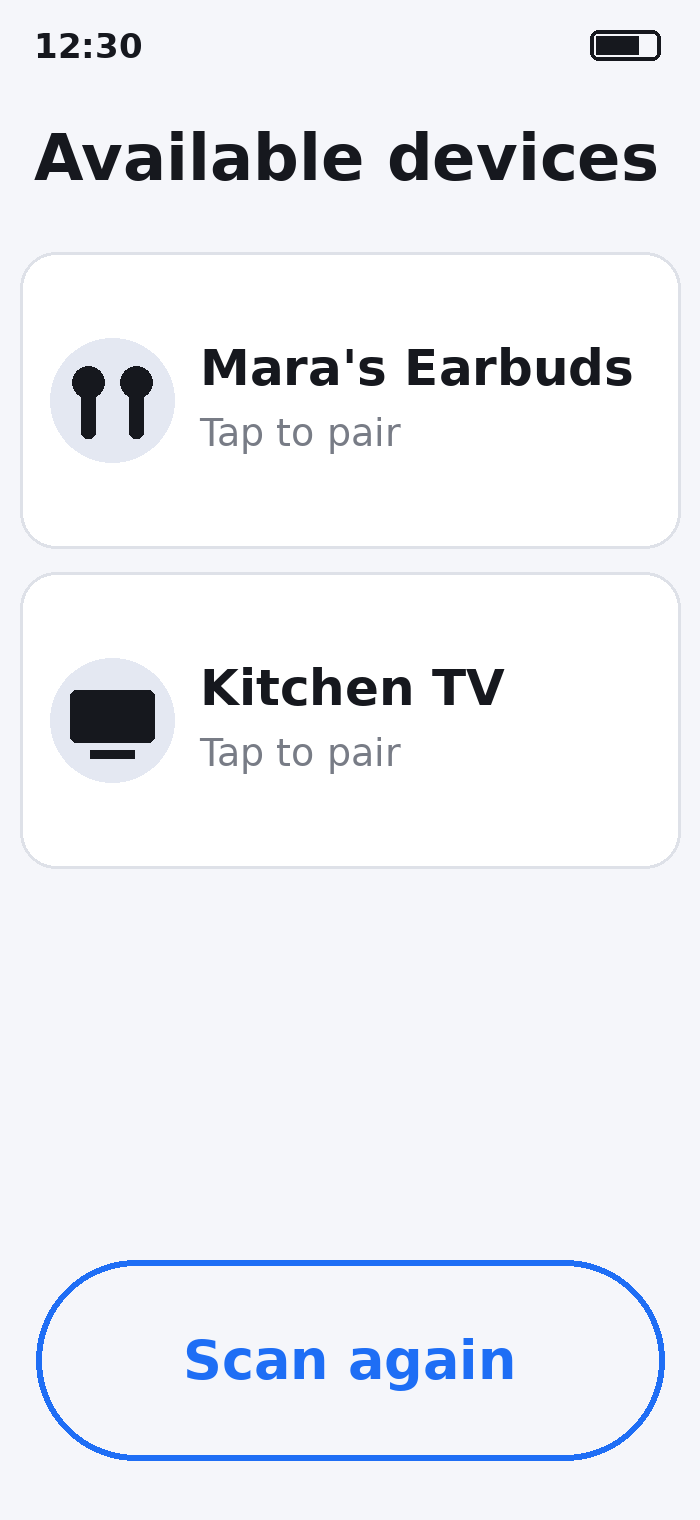 12:30
Available devices
Mara's Earbuds
Tap to pair
Kitchen TV
Tap to pair
Scan again